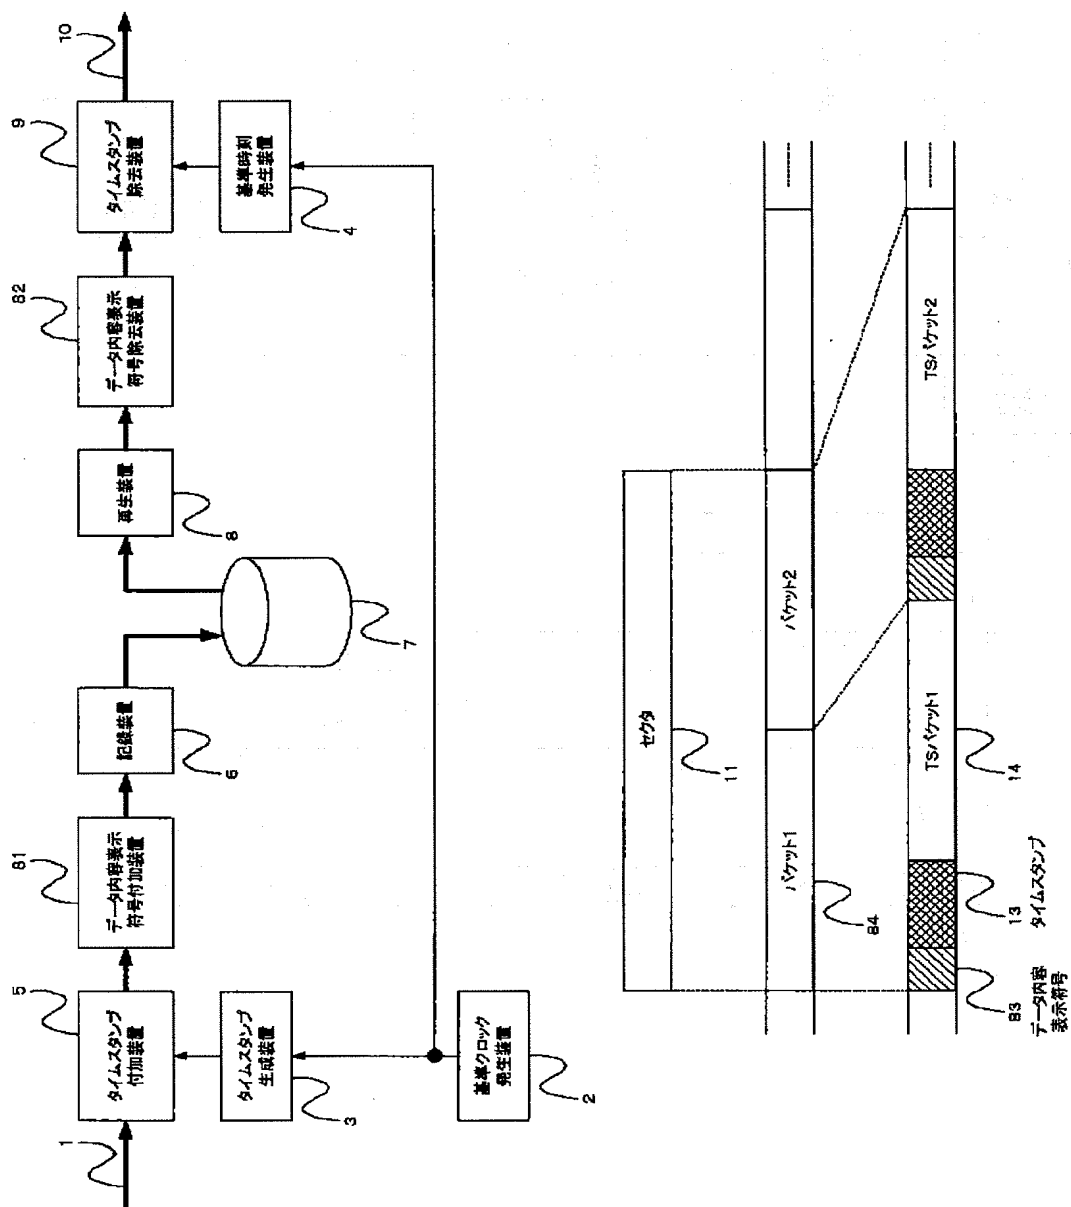 1
タイムスタンプ
付加装置
5
データ内容表示
符号付加装置
81
記録装置
6
7
再生装置
8
データ内容表示
符号除去装置
82
タイムスタンプ
除去装置
9
10
タイムスタンプ
生成装置
3
基準時刻
発生装置
4
基準クロック
発生装置
2
セクタ
11
パケット1
パケット2
84
TSパケット1
TSパケット2
83
データ内容
表示符号
13
タイムスタンプ
14